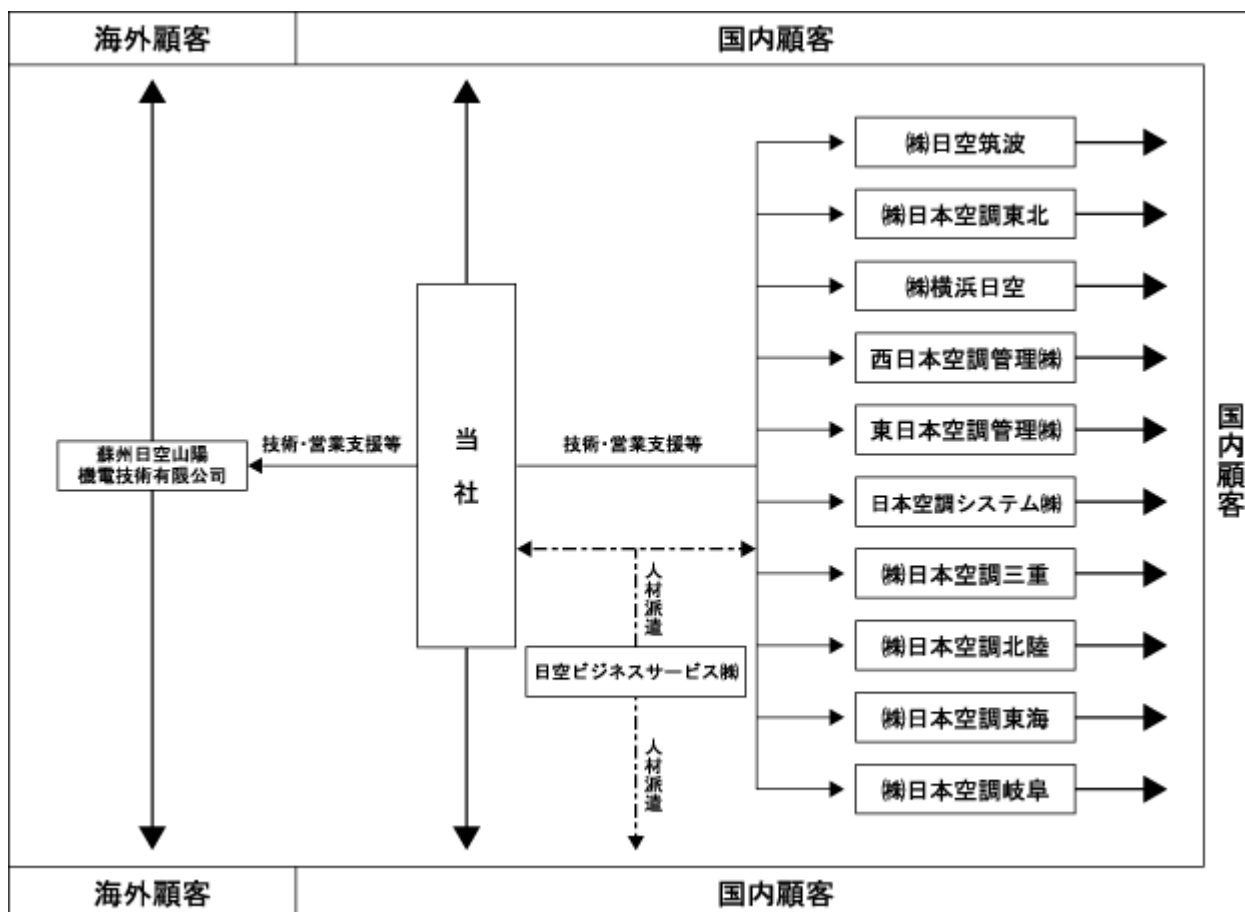 海外顧客
国内顧客
㈱日空筑波
㈱日本空調東北
㈱横浜日空
西日本空調管理㈱
東日本空調管理㈱
日本空調システム㈱
㈱日本空調三重
㈱日本空調北陸
㈱日本空調東海
㈱日本空調岐阜
国内顧客
蘇州日空山陽
機電技術有限公司
技術・営業支援等
当社
技術・営業支援等
人材派遣
日空ビジネスサービス㈱
人材派遣
海外顧客
国内顧客